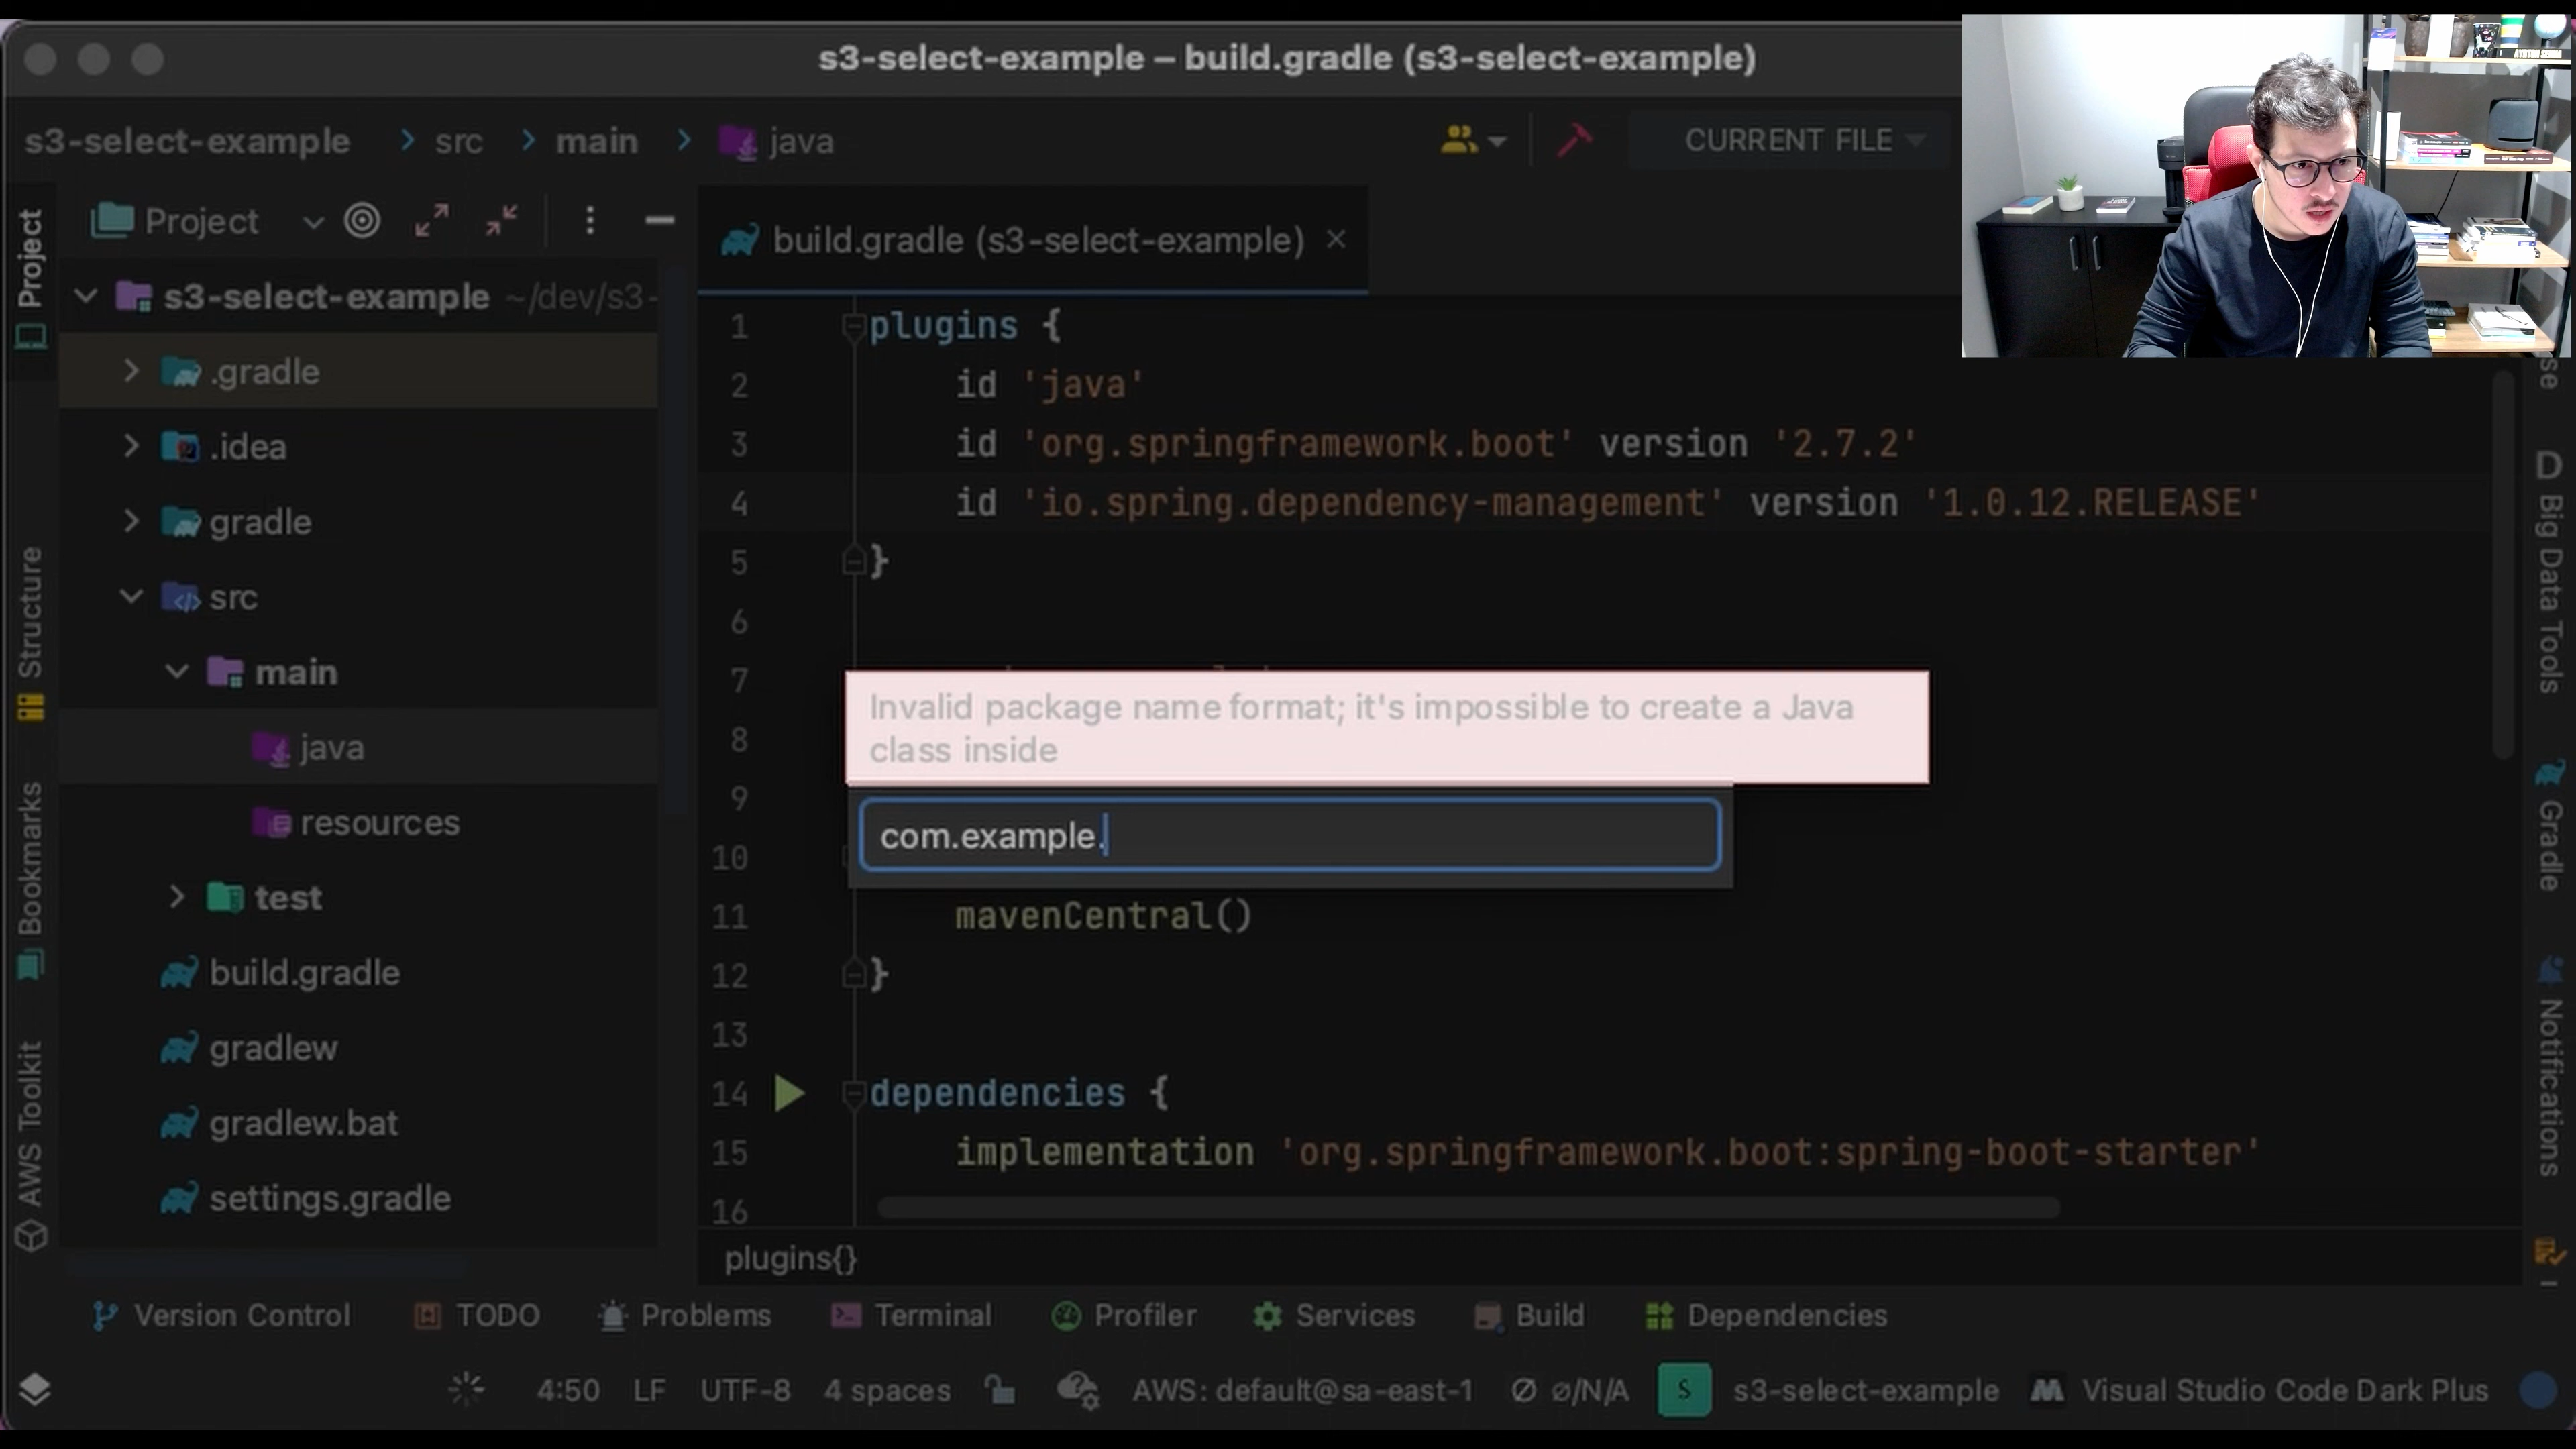 s3-select-example – build.gradle (s3-select-example)
s3-select-example
src
main
java
CURRENT FILE
Project
Project
build.gradle (s3-select-example)
s3-select-example ~/dev/s3-
.gradle
.idea
gradle
src
main
java
resources
test
build.gradle
gradlew
gradlew.bat
settings.gradle
Structure
Bookmarks
AWS Toolkit
1 plugins {
2 id 'java'
3 id 'org.springframework.boot' version '2.7.2'
4 id 'io.spring.dependency-management' version '1.0.12.RELEASE'
5 }
6
7
Invalid package name format; it's impossible to create a Java
class inside
8
9
com.example.
10
11 mavenCentral()
12 }
13
14 dependencies {
15 implementation 'org.springframework.boot:spring-boot-starter'
16
plugins{}
D
Big Data Tools
Gradle
Notifications
Version Control
TODO
Problems
Terminal
Profiler
Services
Build
Dependencies
4:50
LF
UTF-8
4 spaces
AWS: default@sa-east-1
∅/N/A
S
s3-select-example
Visual Studio Code Dark Plus
AYRTON SENNA